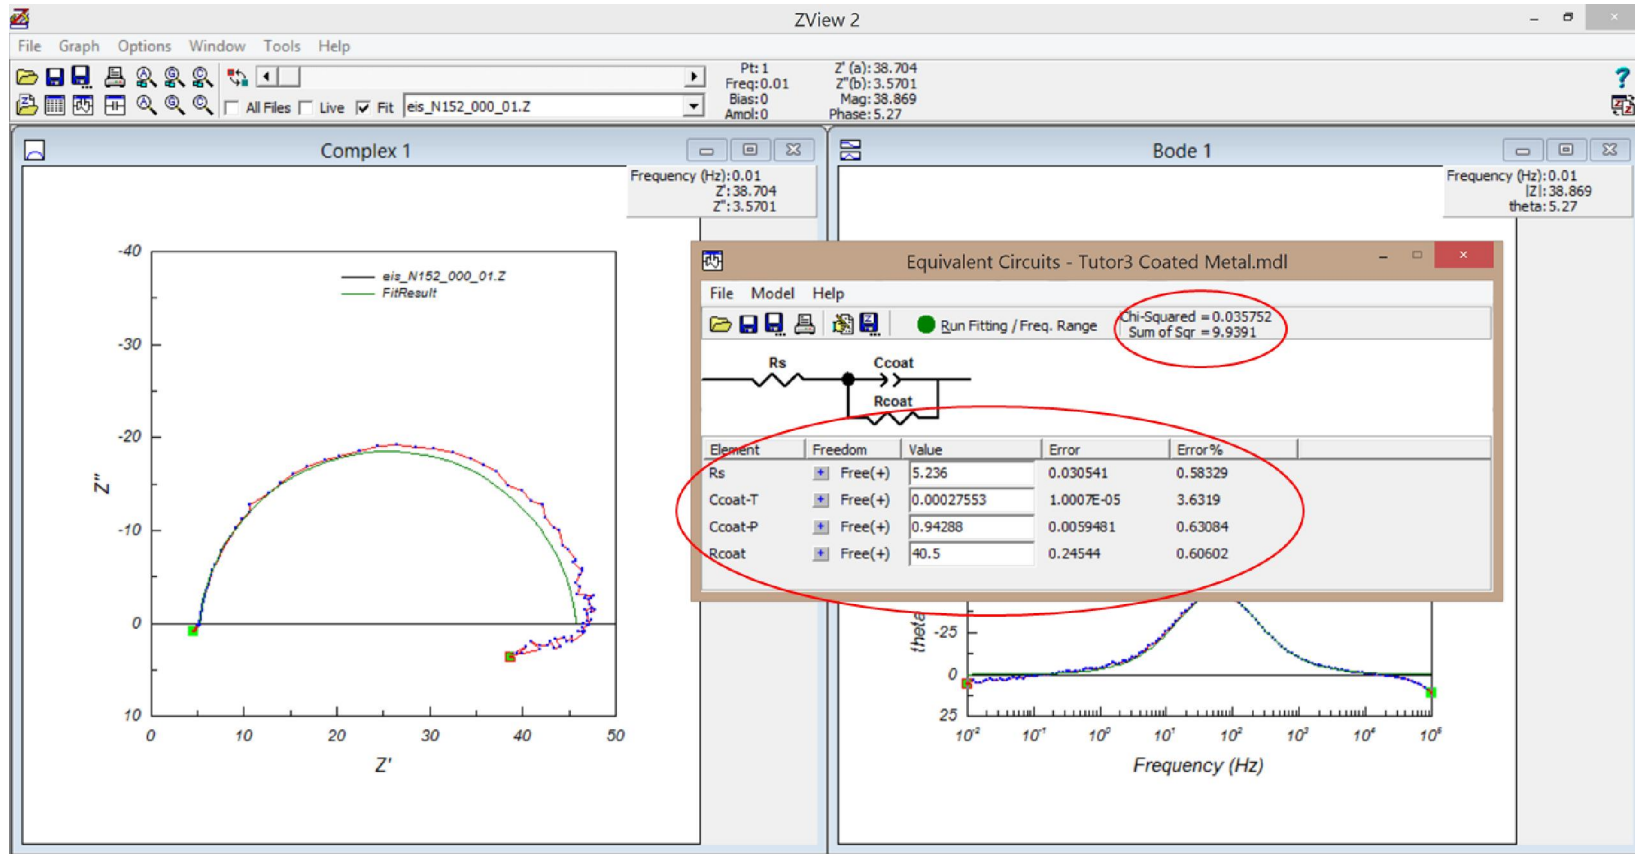 ZView 2
File Graph Options Window Tools Help
Pt: 1 Z' (a): 38.704
Freq: 0.01 Z"(b): 3.5701
Bias: 0 Mag: 38.869
Ampl: 0 Phase: 5.27
All Files Live Fit eis_N152_000_01.Z
Complex 1
Frequency (Hz): 0.01
Z': 38.704
Z": 3.5701
-40
-30
-20
-10
0
10
Z"
eis_N152_000_01.Z
FitResult
0 10 20 30 40 50
Z'
Bode 1
Frequency (Hz): 0.01
|Z|: 38.869
theta: 5.27
Equivalent Circuits - Tutor3 Coated Metal.mdl
File Model Help
Run Fitting / Freq. Range
Chi-Squared = 0.035752
Sum of Sqr = 9.9391
Rs Ccoat
Rcoat
Element Freedom Value Error Error%
Rs + Free(+) 5.236 0.030541 0.58329
Ccoat-T + Free(+) 0.00027553 1.0007E-05 3.6319
Ccoat-P + Free(+) 0.94288 0.0059481 0.63084
Rcoat + Free(+) 40.5 0.24544 0.60602
theta
-25
0
25
10-2 10-1 100 101 102 103 104 105
Frequency (Hz)